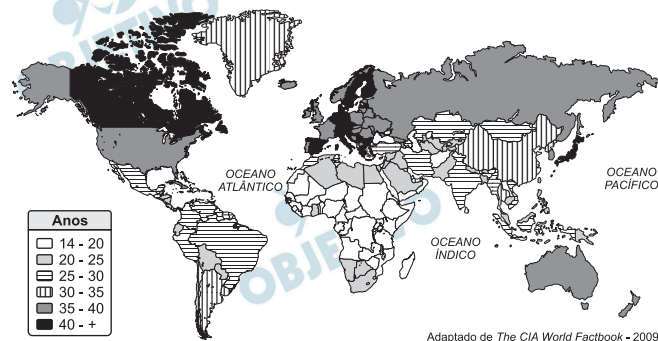 OBJETIVO
OCEANO
ATLÂNTICO
OCEANO
PACÍFICO
OCEANO
ÍNDICO
OBJETIVO
Anos
14 - 20
20 - 25
25 - 30
30 - 35
35 - 40
40 - +
Adaptado de The CIA World Factbook - 2009